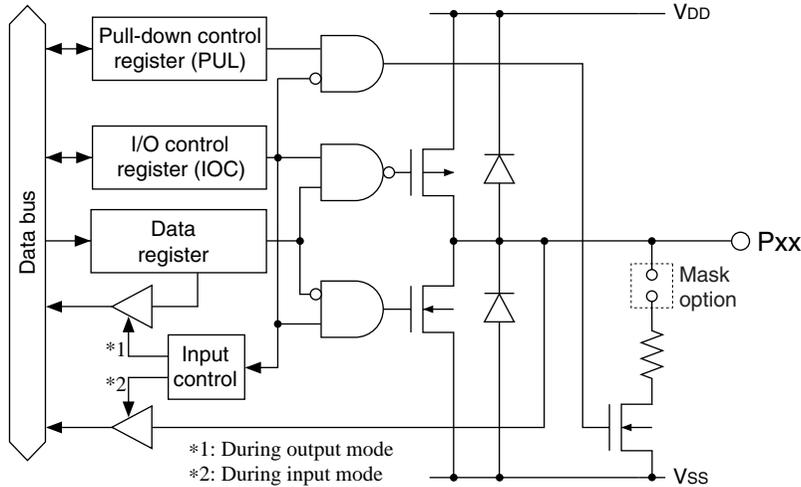 VDD
Pull-down control
register (PUL)
I/O control
register (IOC)
Data bus
Data
register
Pxx
Mask
option
*1
Input
control
*2
*1: During output mode
*2: During input mode
VSS